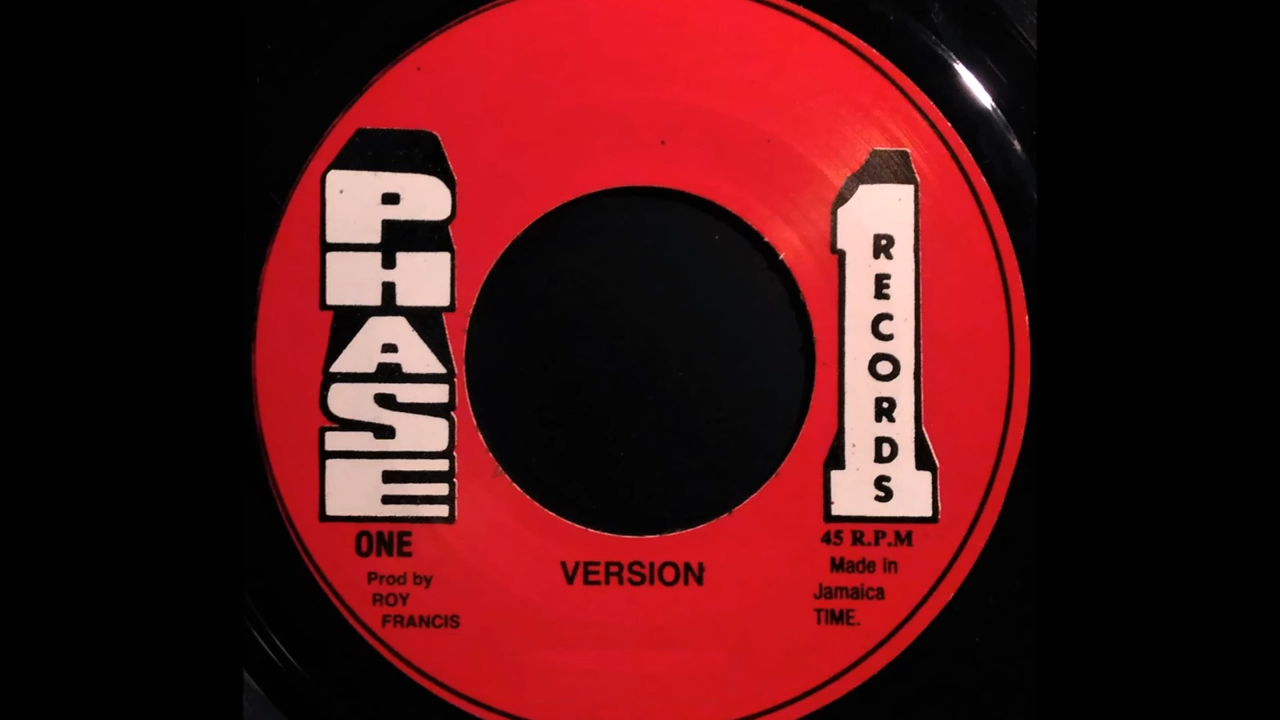 PHASE
ONE
Prod by
ROY
FRANCIS
VERSION
1
RECORDS
45 R.P.M
Made in
Jamaica
TIME.